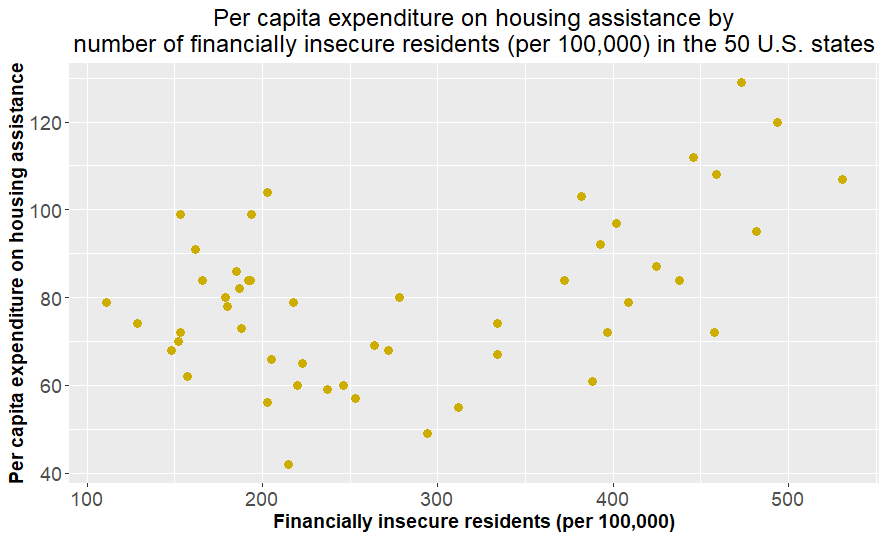 Per capita expenditure on housing assistance by
number of financially insecure residents (per 100,000) in the 50 U.S. states
Per capita expenditure on housing assistance
120
100
80
60
40
100 200 300 400 500
Financially insecure residents (per 100,000)